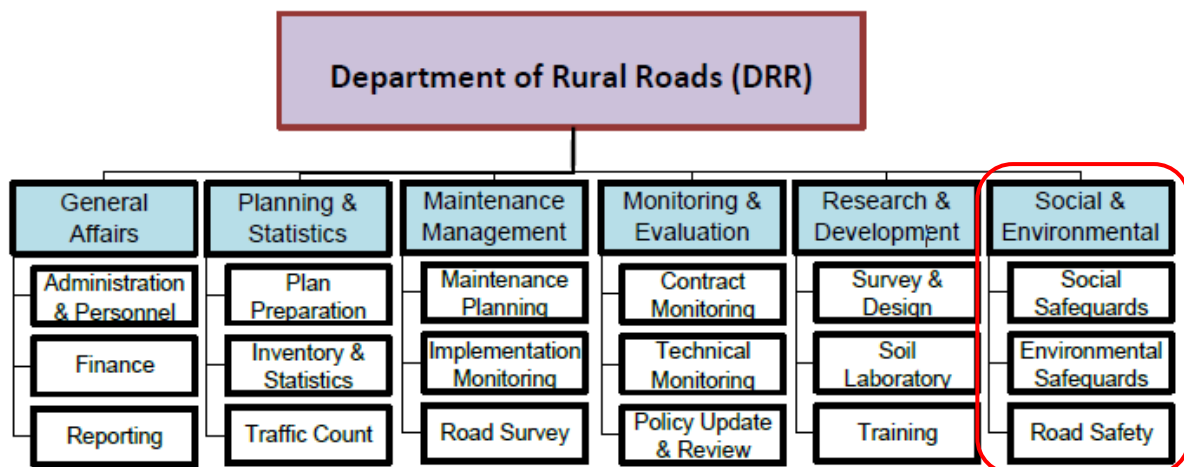 Department of Rural Roads (DRR)
General
Affairs
Administration
& Personnel
Finance
Reporting
Planning &
Statistics
Plan
Preparation
Inventory &
Statistics
Traffic Count
Maintenance
Management
Maintenance
Planning
Implementation
Monitoring
Road Survey
Monitoring &
Evaluation
Contract
Monitoring
Technical
Monitoring
Policy Update
& Review
Research &
Development
Survey &
Design
Soil
Laboratory
Training
Social &
Environmental
Social
Safeguards
Environmental
Safeguards
Road Safety